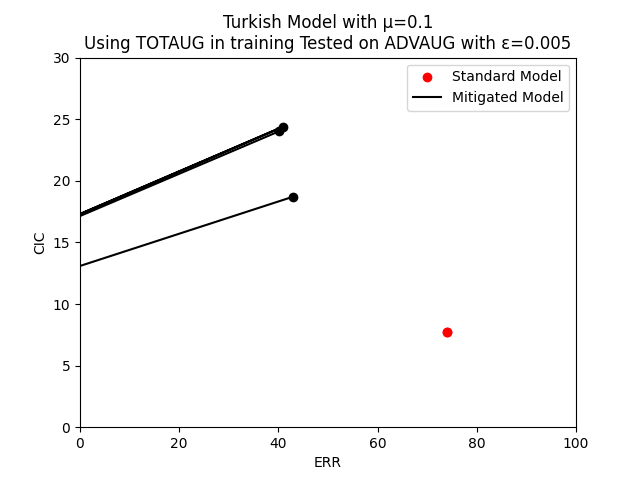 Turkish Model with μ=0.1
Using TOTAUG in training Tested on ADVAUG with ε=0.005
Standard Model
Mitigated Model
30
25
20
15
10
5
0
CIC
0 20 40 60 80 100
ERR